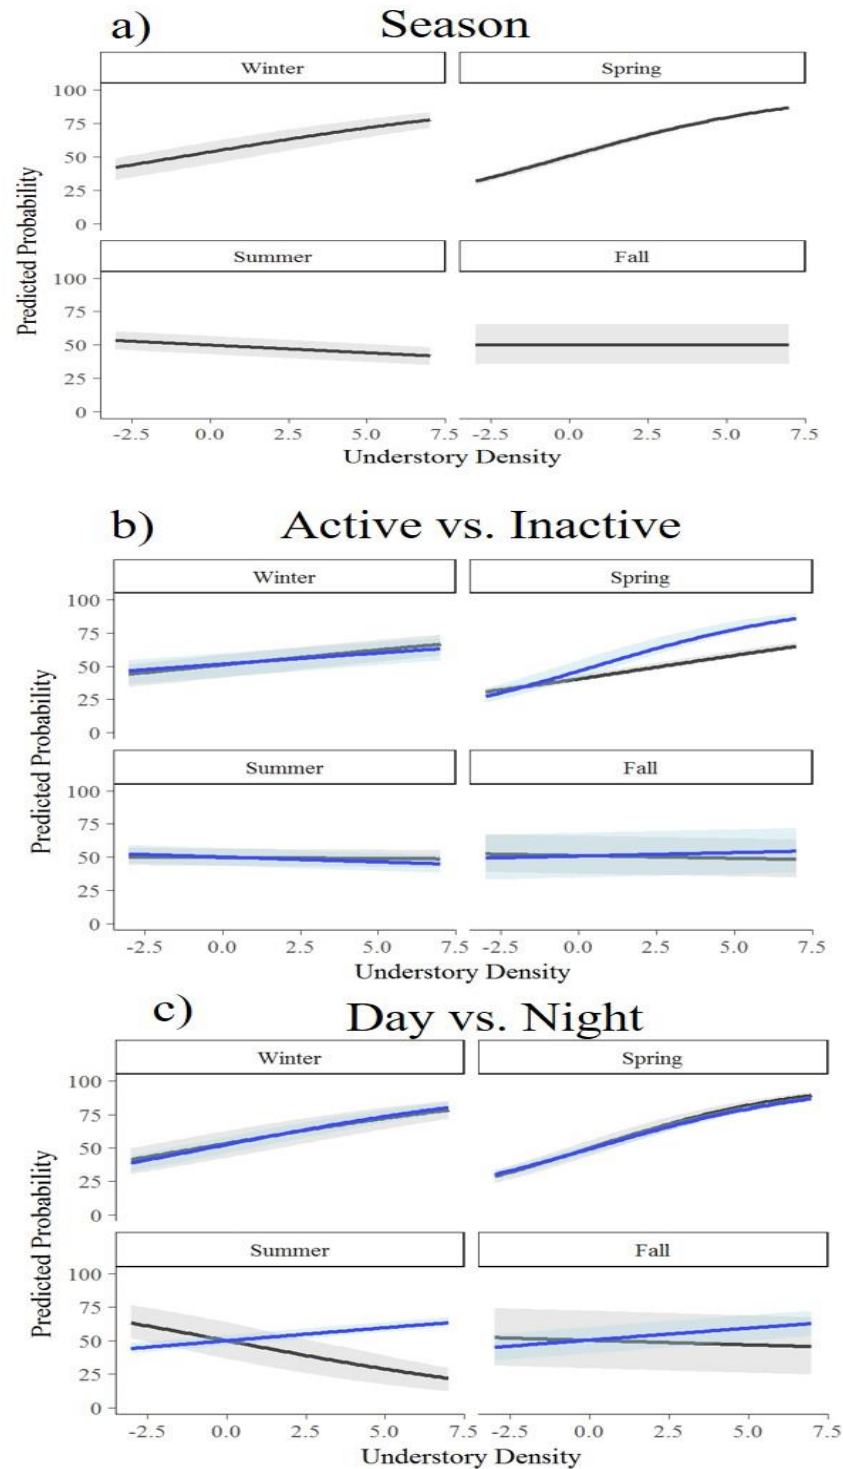 a) Season
Winter Spring
100
75
50
25
0
Summer Fall
100
75
50
25
0
Predicted Probability
-2.5 0.0 2.5 5.0 7.5 -2.5 0.0 2.5 5.0 7.5
Understory Density
b) Active vs. Inactive
Winter Spring
100
75
50
25
0
Summer Fall
100
75
50
25
0
Predicted Probability
-2.5 0.0 2.5 5.0 7.5 -2.5 0.0 2.5 5.0 7.5
Understory Density
c) Day vs. Night
Winter Spring
100
75
50
25
0
Summer Fall
100
75
50
25
0
Predicted Probability
-2.5 0.0 2.5 5.0 7.5 -2.5 0.0 2.5 5.0 7.5
Understory Density